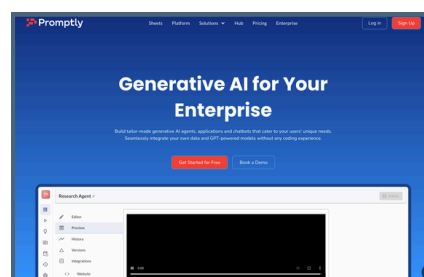 Promptly
Sheets Platform Solutions Hub Pricing Enterprise
Log in Sign Up
Generative AI for Your
Enterprise
Build tailor-made generative AI agents, applications and chatbots that cater to your users' unique needs.
Seamlessly integrate your own data and GPT-powered models without any coding experience.
Get Started for Free Book a Demo
Research Agent
Editor
Preview
History
Versions
Integrations
Website
0:00